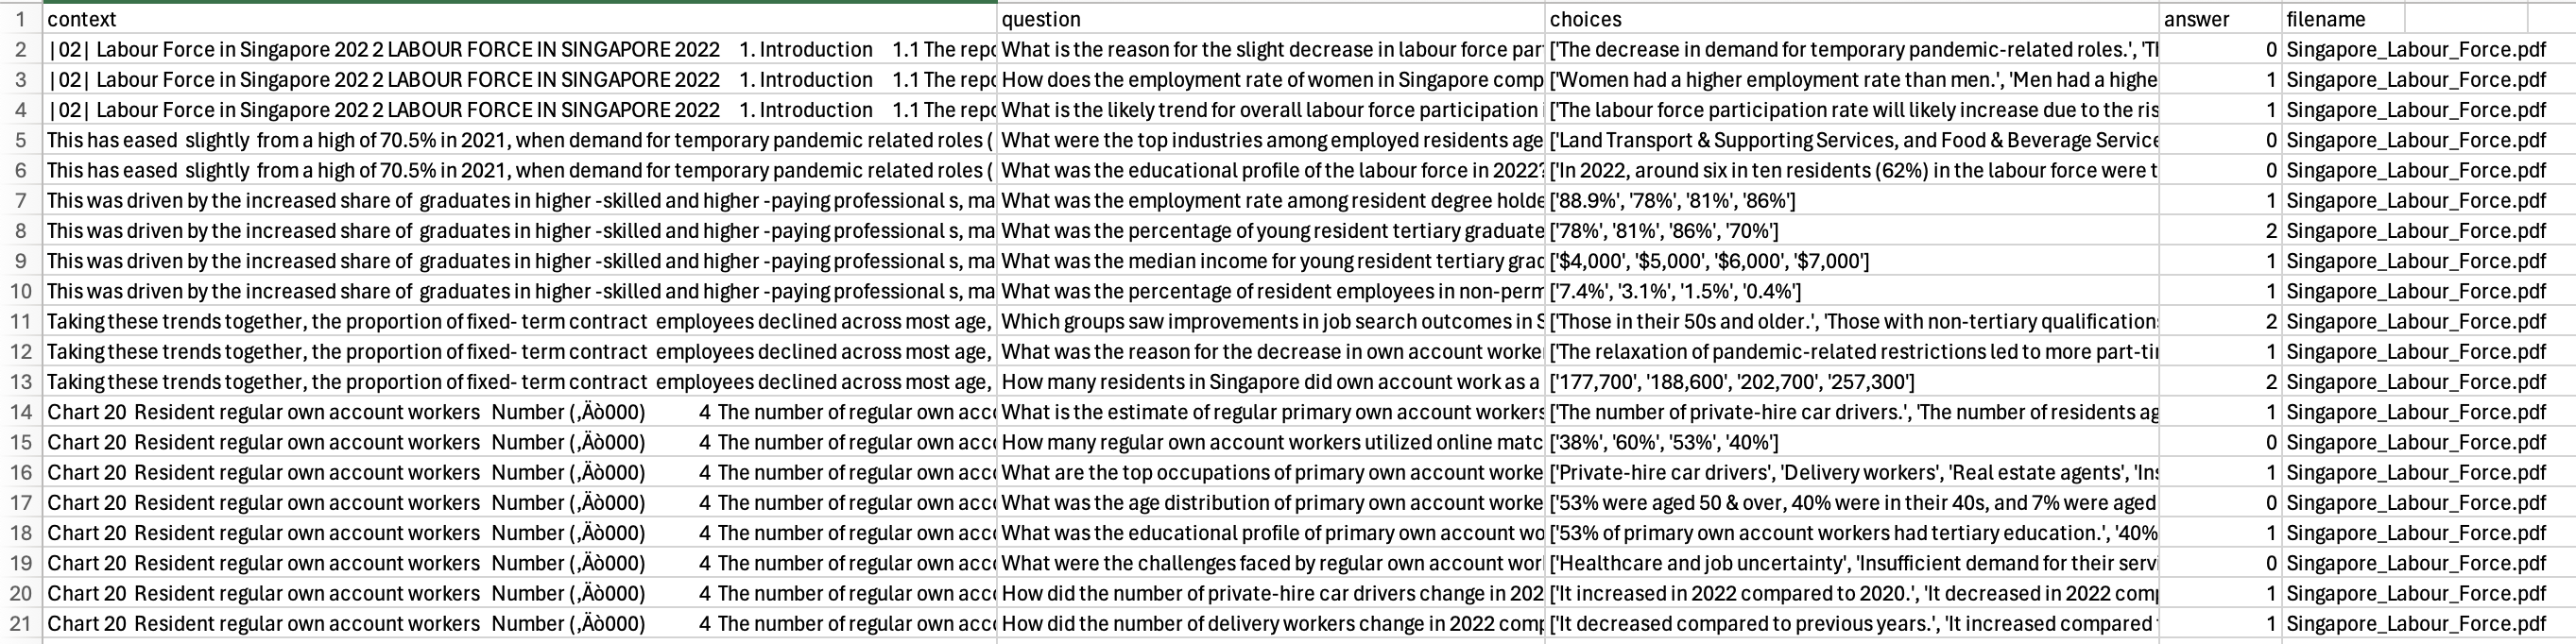 1 context question choices answer filename
2 |02| Labour Force in Singapore 202 2 LABOUR FORCE IN SINGAPORE 2022 1. Introduction 1.1 The repo What is the reason for the slight decrease in labour force par ['The decrease in demand for temporary pandemic-related roles.', 'Tl 0 Singapore_Labour_Force.pdf
3 |02| Labour Force in Singapore 202 2 LABOUR FORCE IN SINGAPORE 2022 1. Introduction 1.1 The repo How does the employment rate of women in Singapore comp ['Women had a higher employment rate than men.', 'Men had a highe 1 Singapore_Labour_Force.pdf
4 |02| Labour Force in Singapore 202 2 LABOUR FORCE IN SINGAPORE 2022 1. Introduction 1.1 The repo What is the likely trend for overall labour force participation ['The labour force participation rate will likely increase due to the ris 1 Singapore_Labour_Force.pdf
5 This has eased slightly from a high of 70.5% in 2021, when demand for temporary pandemic related roles ( What were the top industries among employed residents age ['Land Transport & Supporting Services, and Food & Beverage Service 0 Singapore_Labour_Force.pdf
6 This has eased slightly from a high of 70.5% in 2021, when demand for temporary pandemic related roles ( What was the educational profile of the labour force in 2022? ['In 2022, around six in ten residents (62%) in the labour force were t 0 Singapore_Labour_Force.pdf
7 This was driven by the increased share of graduates in higher -skilled and higher -paying professional s, ma What was the employment rate among resident degree holde ['88.9%', '78%', '81%', '86%'] 1 Singapore_Labour_Force.pdf
8 This was driven by the increased share of graduates in higher -skilled and higher -paying professional s, ma What was the percentage of young resident tertiary graduate ['78%', '81%', '86%', '70%'] 2 Singapore_Labour_Force.pdf
9 This was driven by the increased share of graduates in higher -skilled and higher -paying professional s, ma What was the median income for young resident tertiary grac ['$4,000', '$5,000', '$6,000', '$7,000'] 1 Singapore_Labour_Force.pdf
10 This was driven by the increased share of graduates in higher -skilled and higher -paying professional s, ma What was the percentage of resident employees in non-perm ['7.4%', '3.1%', '1.5%', '0.4%'] 1 Singapore_Labour_Force.pdf
11 Taking these trends together, the proportion of fixed- term contract employees declined across most age, Which groups saw improvements in job search outcomes in S ['Those in their 50s and older.', 'Those with non-tertiary qualification 2 Singapore_Labour_Force.pdf
12 Taking these trends together, the proportion of fixed- term contract employees declined across most age, What was the reason for the decrease in own account worke ['The relaxation of pandemic-related restrictions led to more part-ti 1 Singapore_Labour_Force.pdf
13 Taking these trends together, the proportion of fixed- term contract employees declined across most age, How many residents in Singapore did own account work as a ['177,700', '188,600', '202,700', '257,300'] 2 Singapore_Labour_Force.pdf
14 Chart 20 Resident regular own account workers Number (‚Äò000) 4 The number of regular own acc What is the estimate of regular primary own account workers ['The number of private-hire car drivers.', 'The number of residents ag 1 Singapore_Labour_Force.pdf
15 Chart 20 Resident regular own account workers Number (‚Äò000) 4 The number of regular own acc How many regular own account workers utilized online matc ['38%', '60%', '53%', '40%'] 0 Singapore_Labour_Force.pdf
16 Chart 20 Resident regular own account workers Number (‚Äò000) 4 The number of regular own acc What are the top occupations of primary own account worke ['Private-hire car drivers', 'Delivery workers', 'Real estate agents', 'Ins 1 Singapore_Labour_Force.pdf
17 Chart 20 Resident regular own account workers Number (‚Äò000) 4 The number of regular own acc What was the age distribution of primary own account worke ['53% were aged 50 & over, 40% were in their 40s, and 7% were aged 0 Singapore_Labour_Force.pdf
18 Chart 20 Resident regular own account workers Number (‚Äò000) 4 The number of regular own acc What was the educational profile of primary own account wo ['53% of primary own account workers had tertiary education.', '40% 1 Singapore_Labour_Force.pdf
19 Chart 20 Resident regular own account workers Number (‚Äò000) 4 The number of regular own acc What were the challenges faced by regular own account wor ['Healthcare and job uncertainty', 'Insufficient demand for their servi 0 Singapore_Labour_Force.pdf
20 Chart 20 Resident regular own account workers Number (‚Äò000) 4 The number of regular own acc How did the number of private-hire car drivers change in 202 ['It increased in 2022 compared to 2020.', 'It decreased in 2022 com 1 Singapore_Labour_Force.pdf
21 Chart 20 Resident regular own account workers Number (‚Äò000) 4 The number of regular own acc How did the number of delivery workers change in 2022 comp ['It decreased compared to previous years.', 'It increased compared 1 Singapore_Labour_Force.pdf